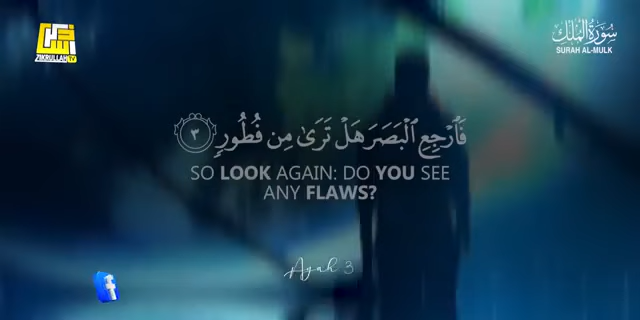 ZIKRULLAH TV
سُورَةُ المُلْكِ
SURAH AL-MULK
فَٱرْجِعِ ٱلْبَصَرَ هَلْ تَرَىٰ مِن فُطُورٍ ٣
SO LOOK AGAIN: DO YOU SEE
ANY FLAWS?
Ayah 3